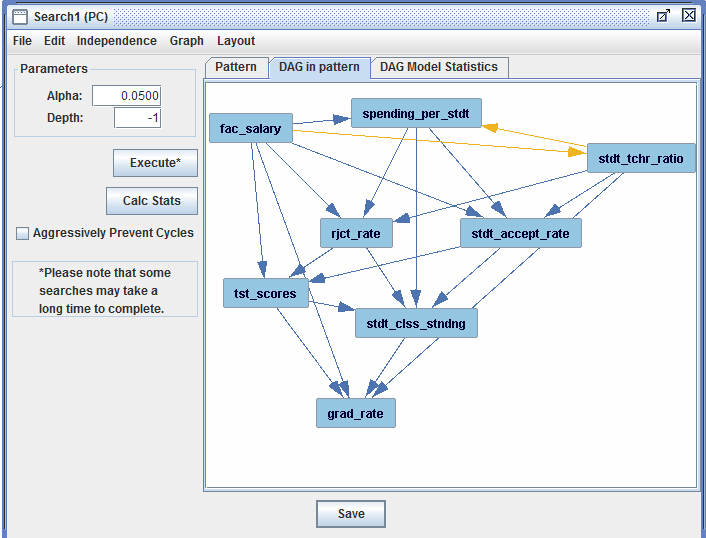 Search1 (PC)
File Edit Independence Graph Layout
Parameters
Alpha: 0.0500
Depth: -1
Execute*
Calc Stats
Aggressively Prevent Cycles
*Please note that some
searches may take a
long time to complete.
Pattern DAG in pattern DAG Model Statistics
spending_per_stdt
fac_salary
stdt_tchr_ratio
rjct_rate
stdt_accept_rate
tst_scores
stdt_clss_stndng
grad_rate
Save